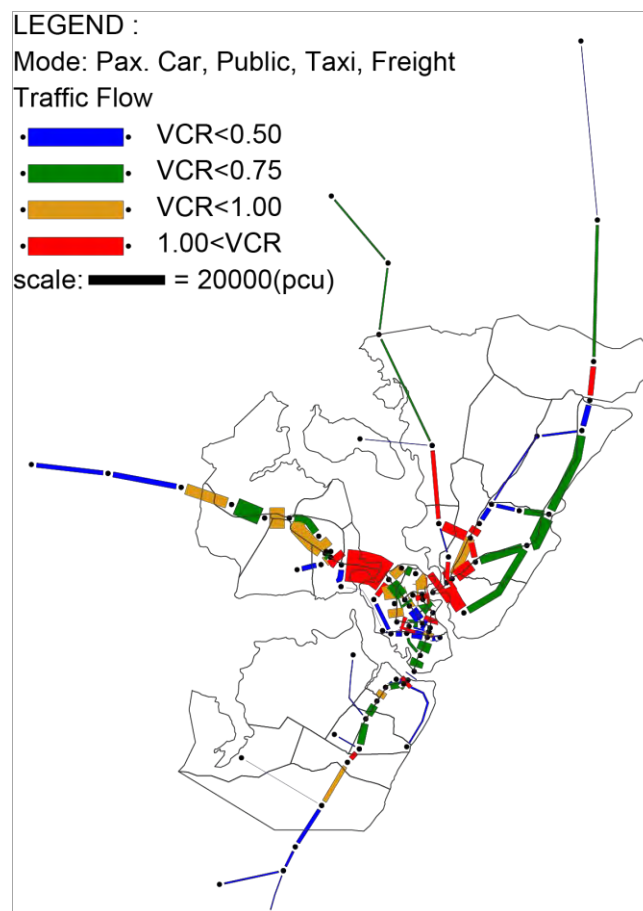 LEGEND :
Mode: Pax. Car, Public, Taxi, Freight
Traffic Flow
VCR<0.50
VCR<0.75
VCR<1.00
1.00<VCR
scale: = 20000(pcu)